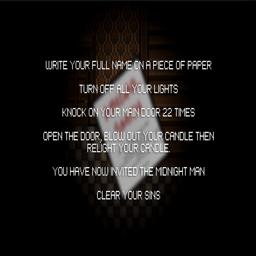 WRITE YOUR FULL NAME ON A PIECE OF PAPER
TURN OFF ALL YOUR LIGHTS
KNOCK ON YOUR MAIN DOOR 22 TIMES
OPEN THE DOOR, BLOW OUT YOUR CANDLE THEN
RELIGHT YOUR CANDLE.
YOU HAVE NOW INVITED THE MIDNIGHT MAN
CLEAR YOUR SINS